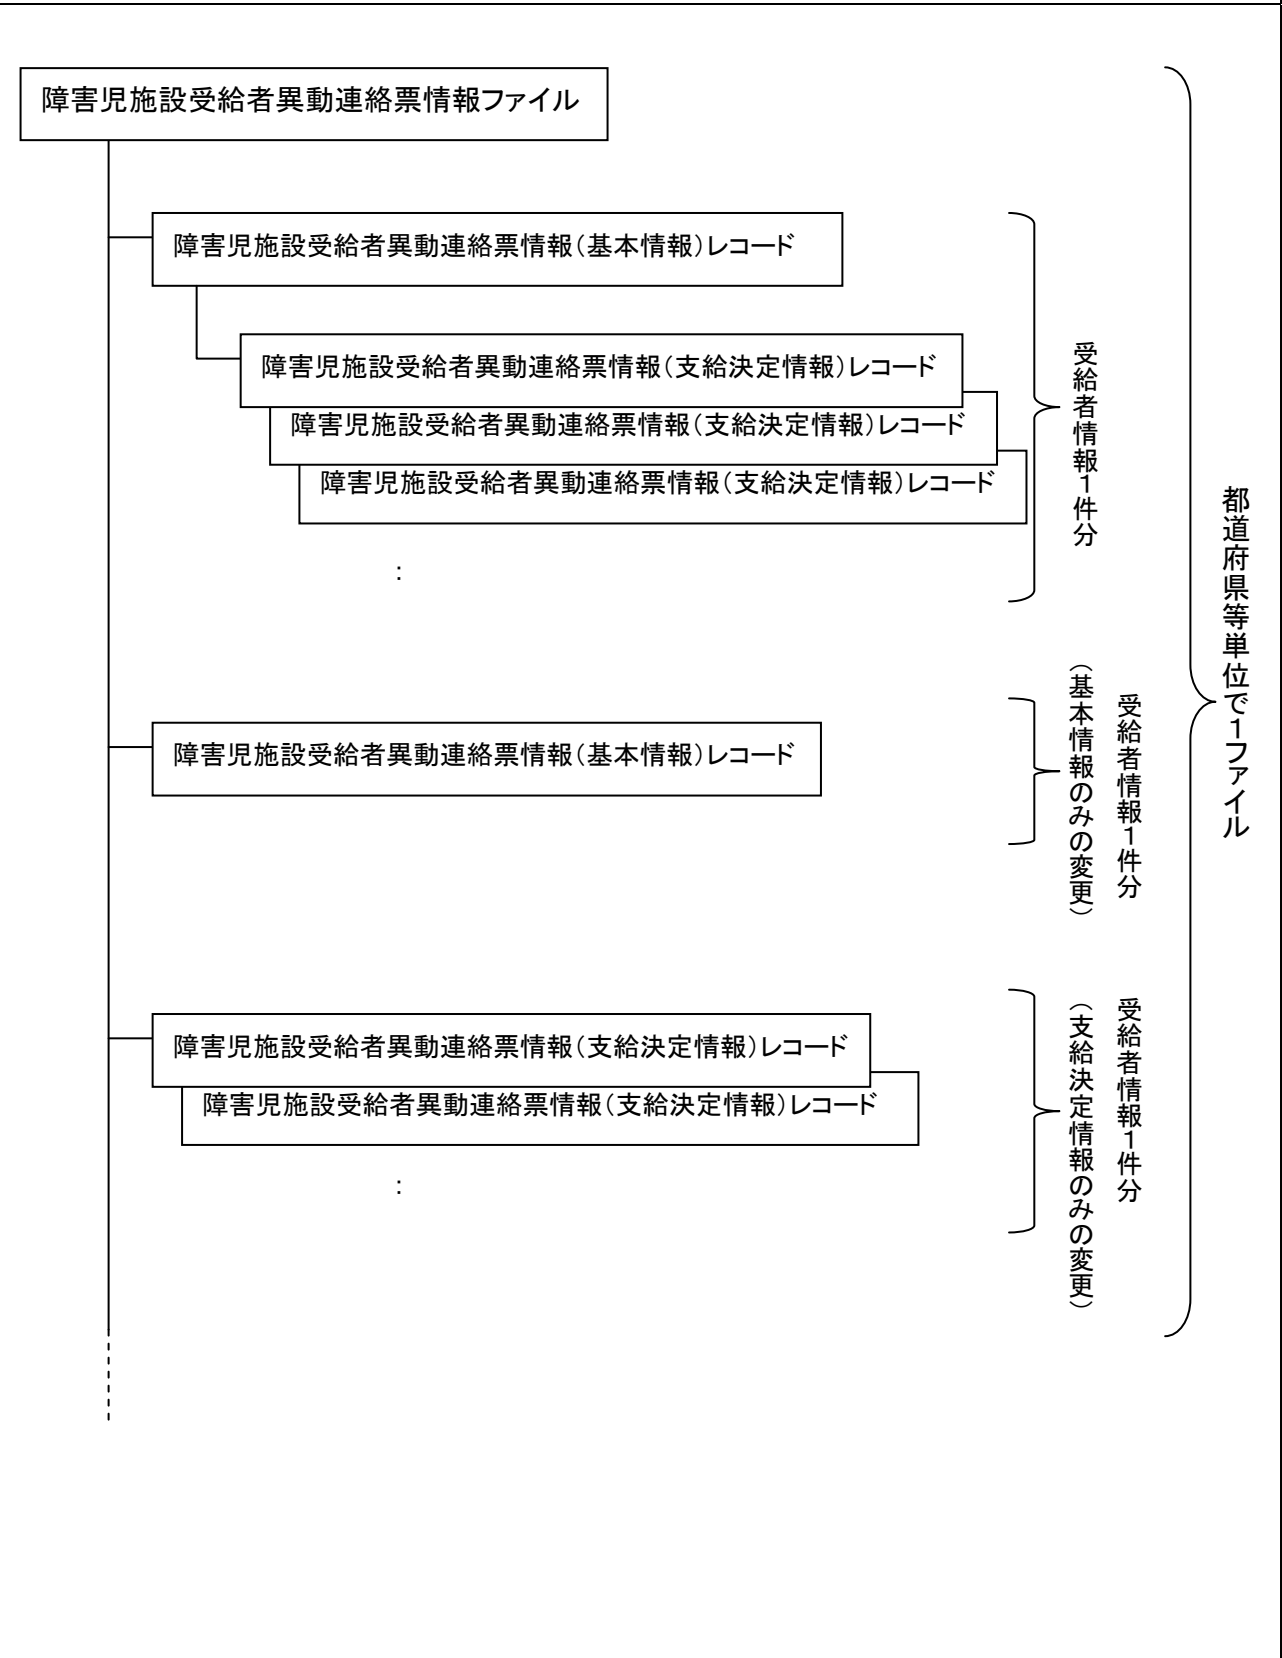 障害児施設受給者異動連絡票情報ファイル
障害児施設受給者異動連絡票情報（基本情報）レコード
障害児施設受給者異動連絡票情報（支給決定情報）レコード
障害児施設受給者異動連絡票情報（支給決定情報）レコード
障害児施設受給者異動連絡票情報（支給決定情報）レコード
：
受給者情報１件分
障害児施設受給者異動連絡票情報（基本情報）レコード
受給者情報１件分
（基本情報のみの変更）
障害児施設受給者異動連絡票情報（支給決定情報）レコード
障害児施設受給者異動連絡票情報（支給決定情報）レコード
：
受給者情報１件分
（支給決定情報のみの変更）
都道府県等単位で１ファイル